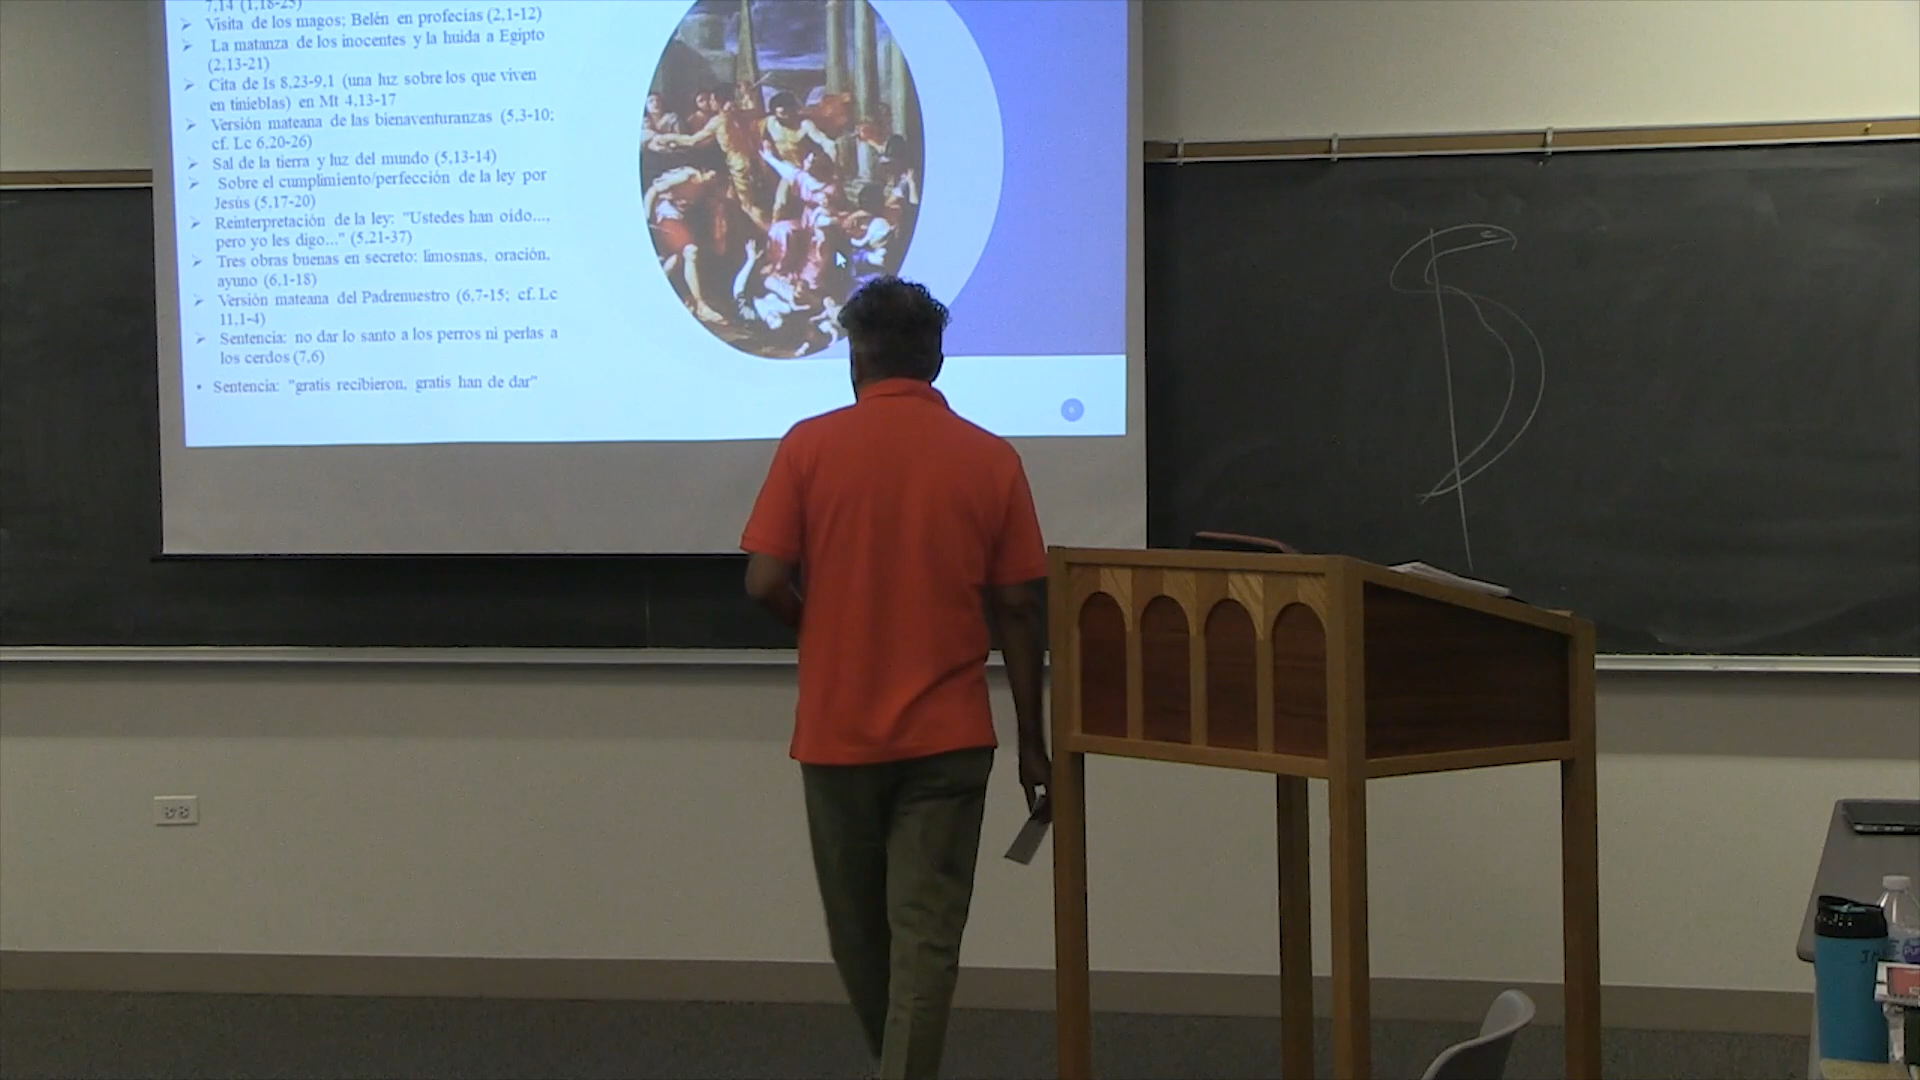 7,14 (1,18-25)
➢ Visita de los magos; Belén en profecías (2,1-12)
➢ La matanza de los inocentes y la huida a Egipto
(2,13-21)
➢ Cita de Is 8,23-9,1 (una luz sobre los que viven
en tinieblas) en Mt 4,13-17
➢ Versión mateana de las bienaventuranzas (5,3-10;
cf. Lc 6,20-26)
➢ Sal de la tierra y luz del mundo (5,13-14)
➢ Sobre el cumplimiento/perfección de la ley por
Jesús (5,17-20)
➢ Reinterpretación de la ley; "Ustedes han oído...,
pero yo les digo..." (5,21-37)
➢ Tres obras buenas en secreto: limosnas, oración,
ayuno (6,1-18)
➢ Versión mateana del Padrenuestro (6,7-15; cf. Lc
11,1-4)
➢ Sentencia: no dar lo santo a los perros ni perlas a
los cerdos (7,6)
• Sentencia: "gratis recibieron, gratis han de dar"